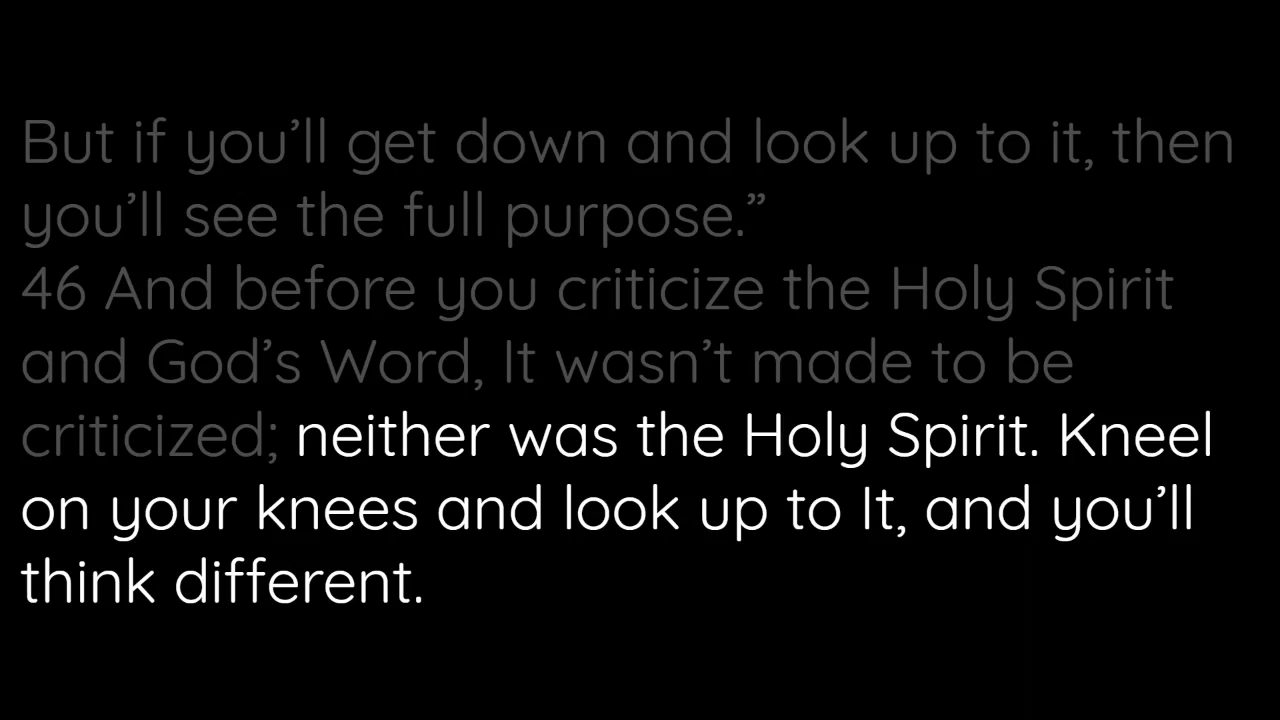 But if you’ll get down and look up to it, then
you’ll see the full purpose.”
46 And before you criticize the Holy Spirit
and God’s Word, It wasn’t made to be
criticized; neither was the Holy Spirit. Kneel
on your knees and look up to It, and you’ll
think different.